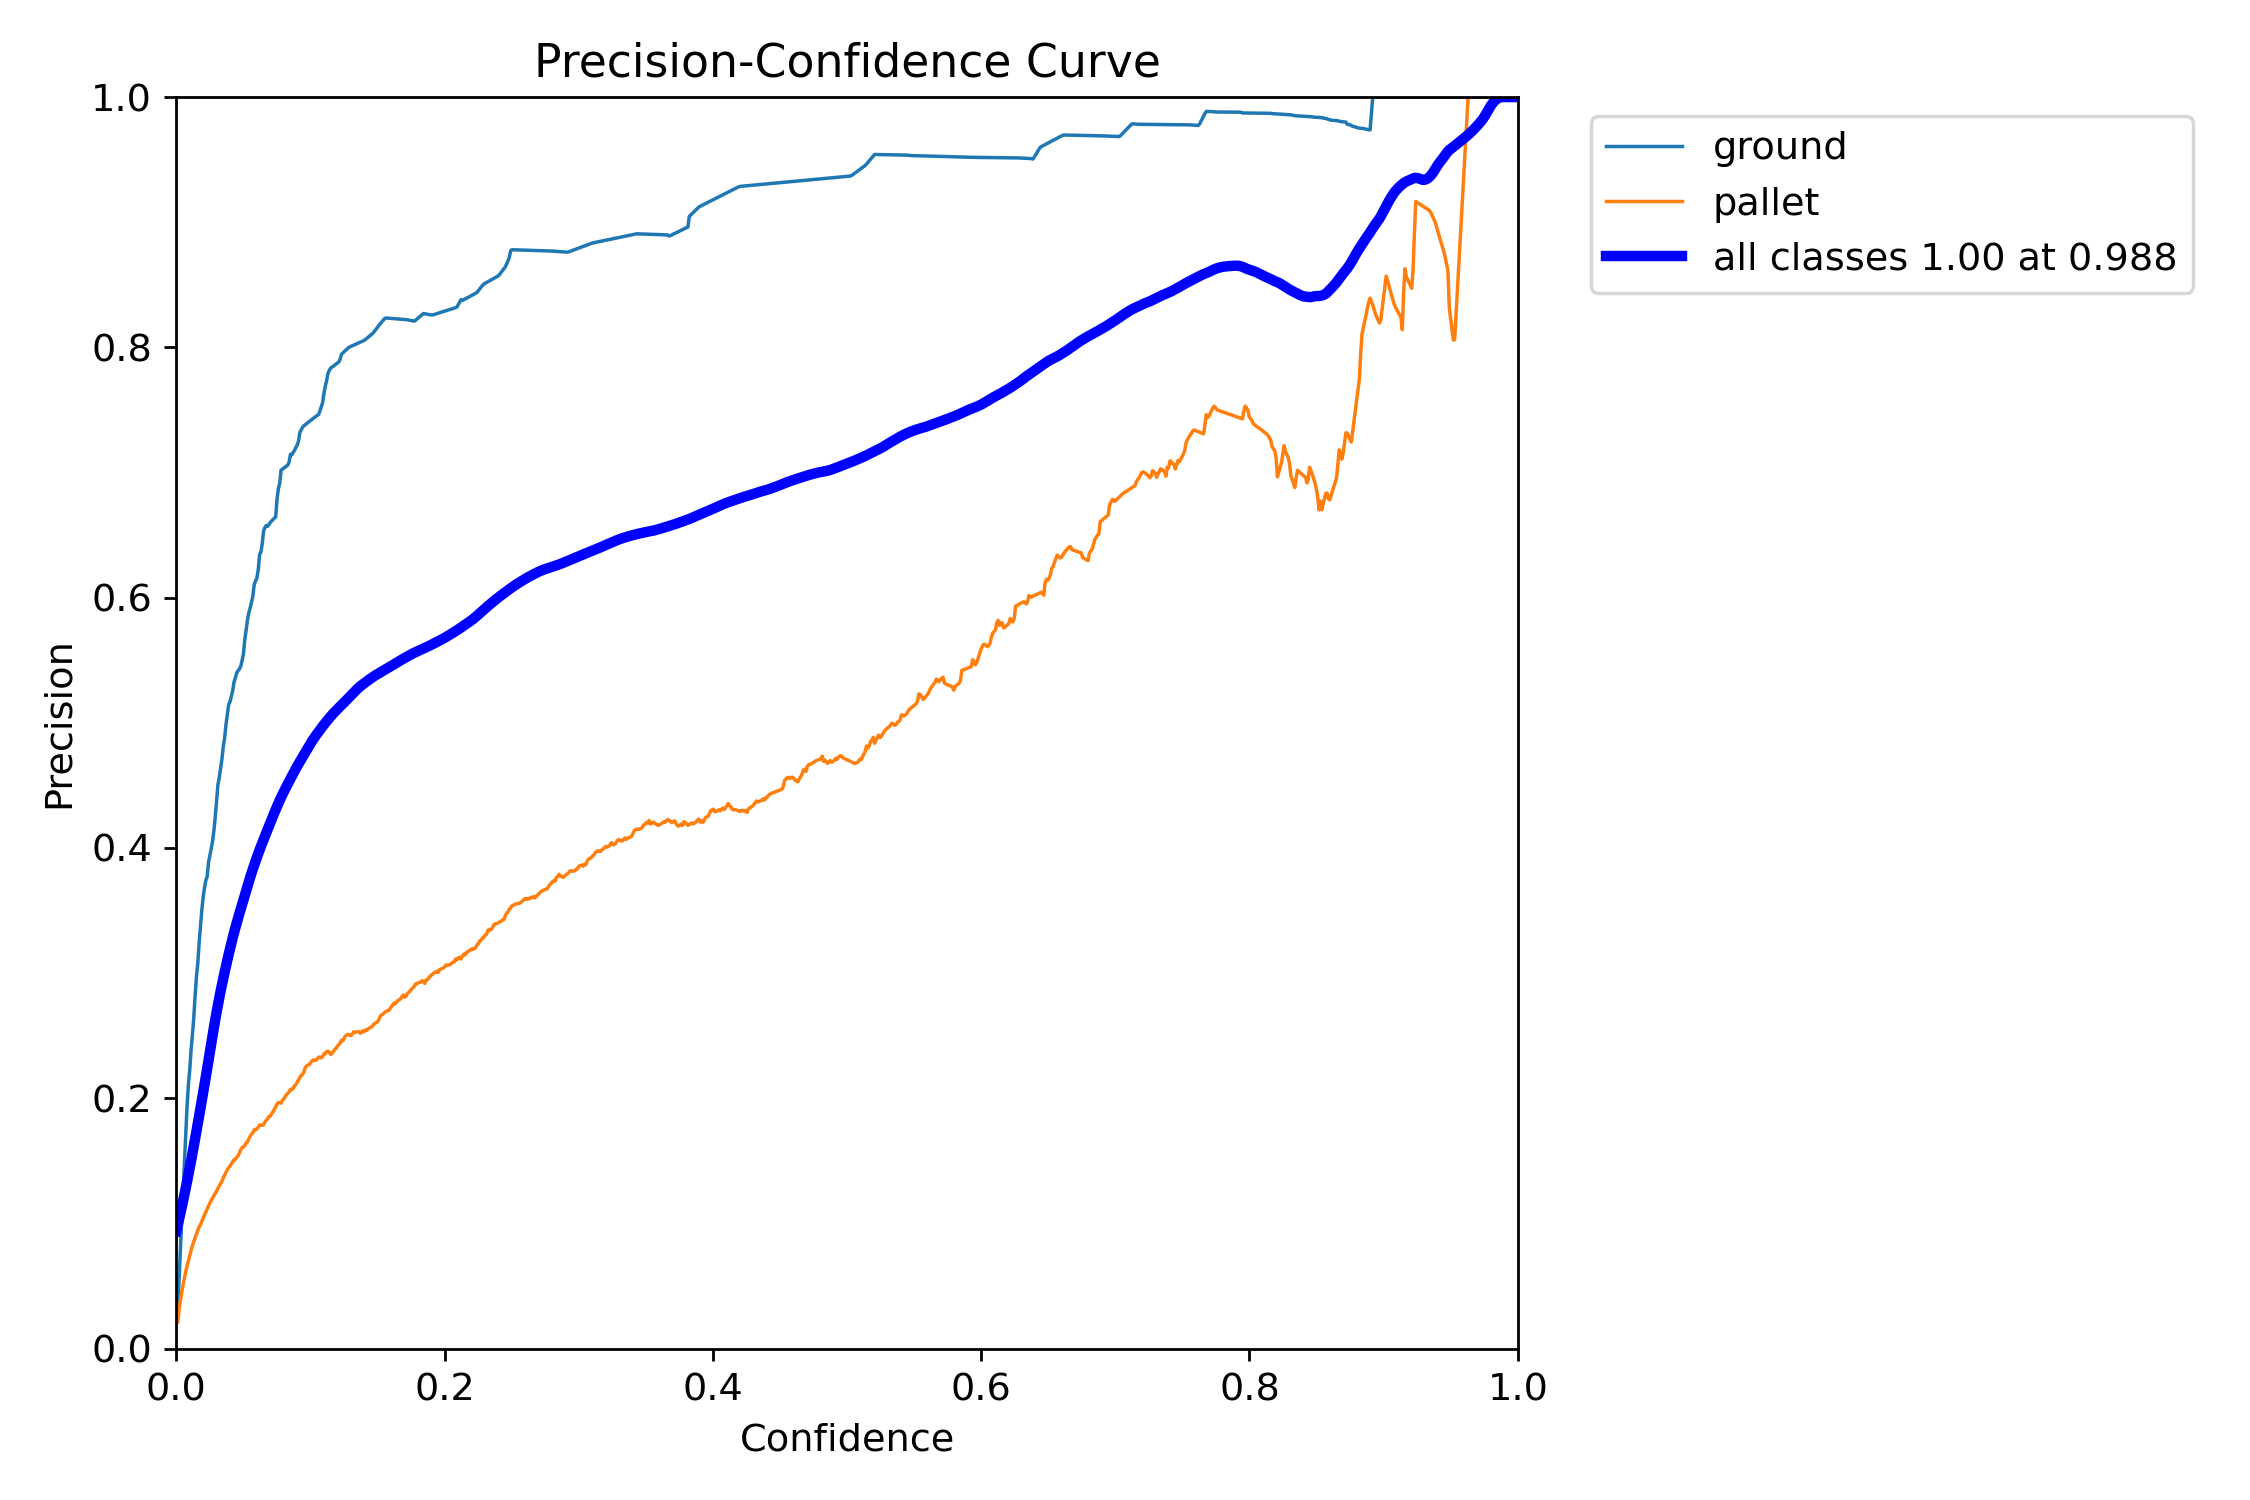 Precision-Confidence Curve
1.0
0.8
0.6
0.4
0.2
0.0
Precision
0.0 0.2 0.4 0.6 0.8 1.0
Confidence
ground
pallet
all classes 1.00 at 0.988